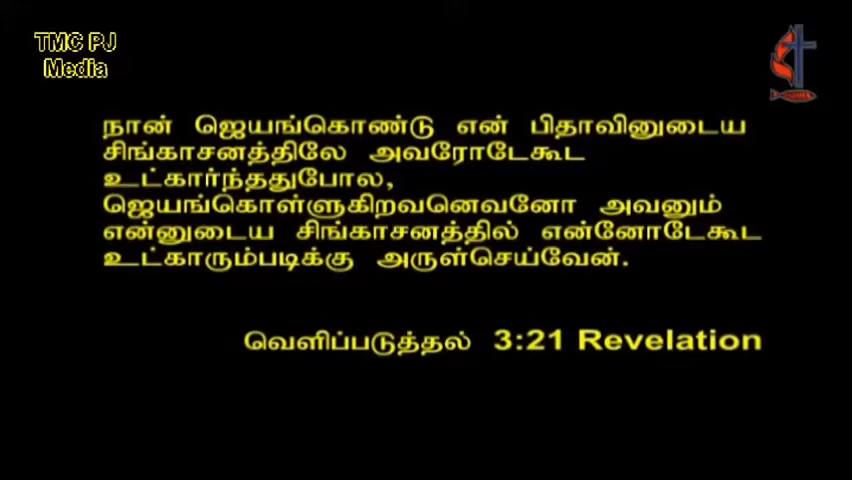 TMC PJ
Media
நான் ஜெயங்கொண்டு என் பிதாவினுடைய
சிங்காசனத்திலே அவரோடேகூட
உட்கார்ந்ததுபோல,
ஜெயங்கொள்ளுகிறவனெவனோ அவனும்
என்னுடைய சிங்காசனத்தில் என்னோடேகூட
உட்காரும்படிக்கு அருள்செய்வேன்.
வெளிப்படுத்தல் 3:21 Revelation